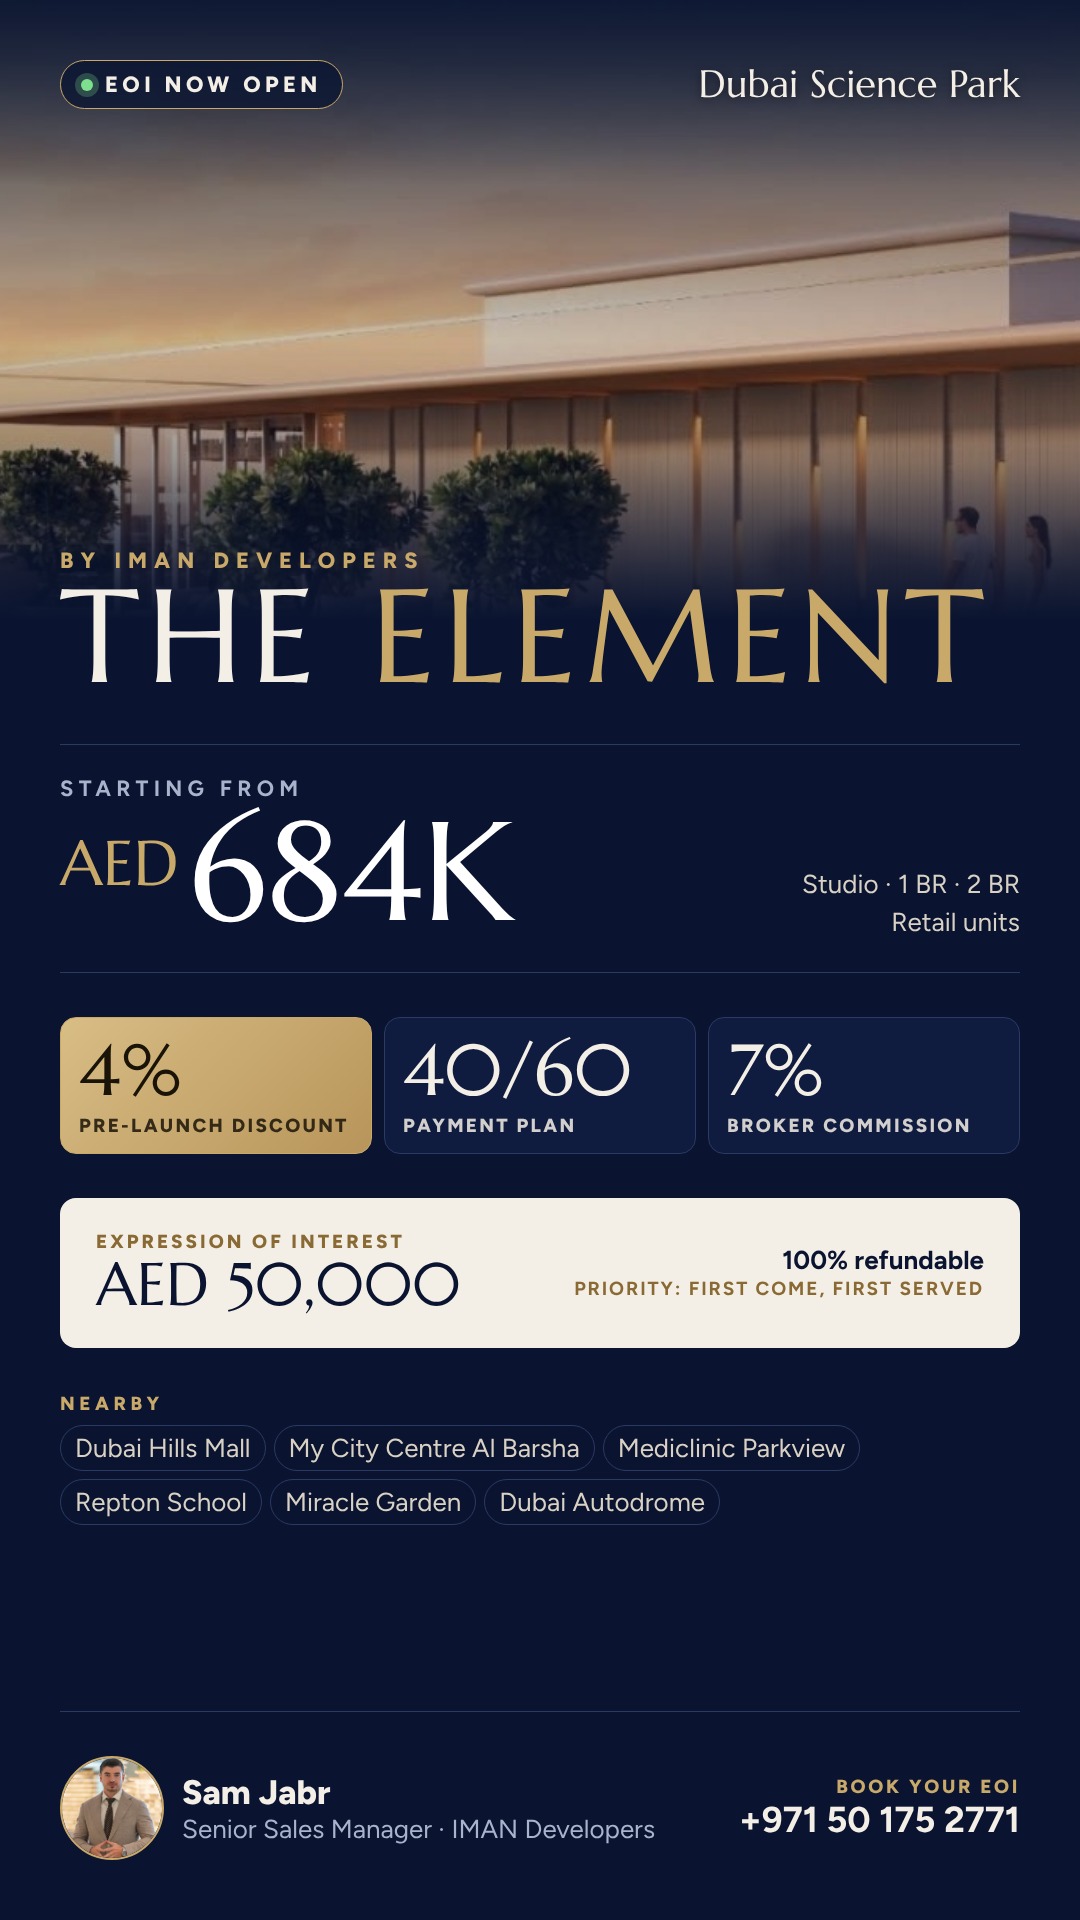 EOI NOW OPEN
Dubai Science Park
BY IMAN DEVELOPERS
THE ELEMENT
STARTING FROM
AED 684K
Studio · 1 BR · 2 BR
Retail units
4%
PRE-LAUNCH DISCOUNT
40/60
PAYMENT PLAN
7%
BROKER COMMISSION
EXPRESSION OF INTEREST
AED 50,000
100% refundable
PRIORITY: FIRST COME, FIRST SERVED
NEARBY
Dubai Hills Mall
My City Centre Al Barsha
Mediclinic Parkview
Repton School
Miracle Garden
Dubai Autodrome
Sam Jabr
Senior Sales Manager · IMAN Developers
BOOK YOUR EOI
+971 50 175 2771